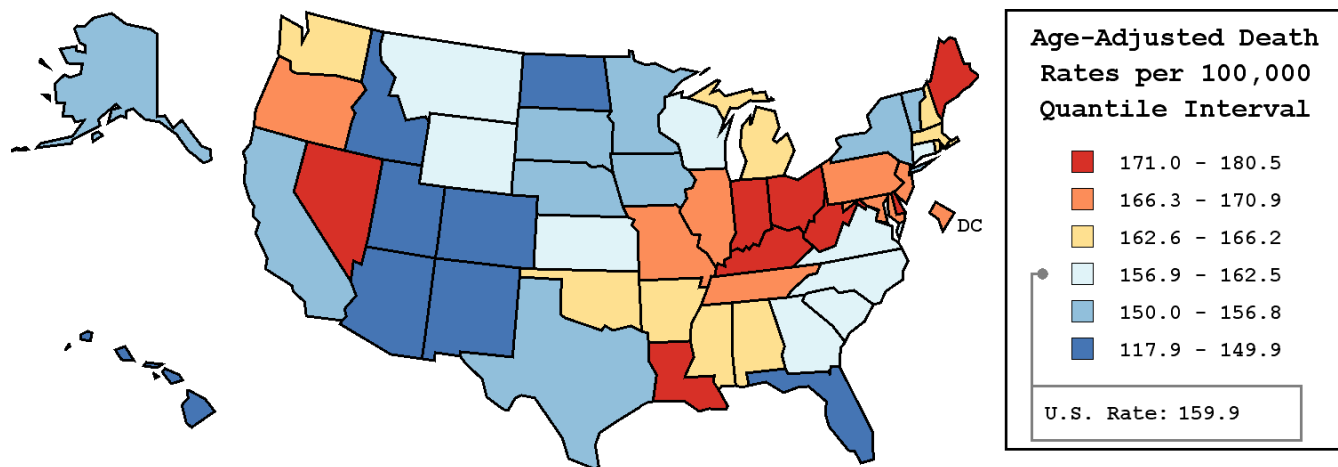 Age-Adjusted Death
Rates per 100,000
Quantile Interval
171.0 - 180.5
166.3 - 170.9
162.6 - 166.2
156.9 - 162.5
150.0 - 156.8
117.9 - 149.9
U.S. Rate: 159.9
DC